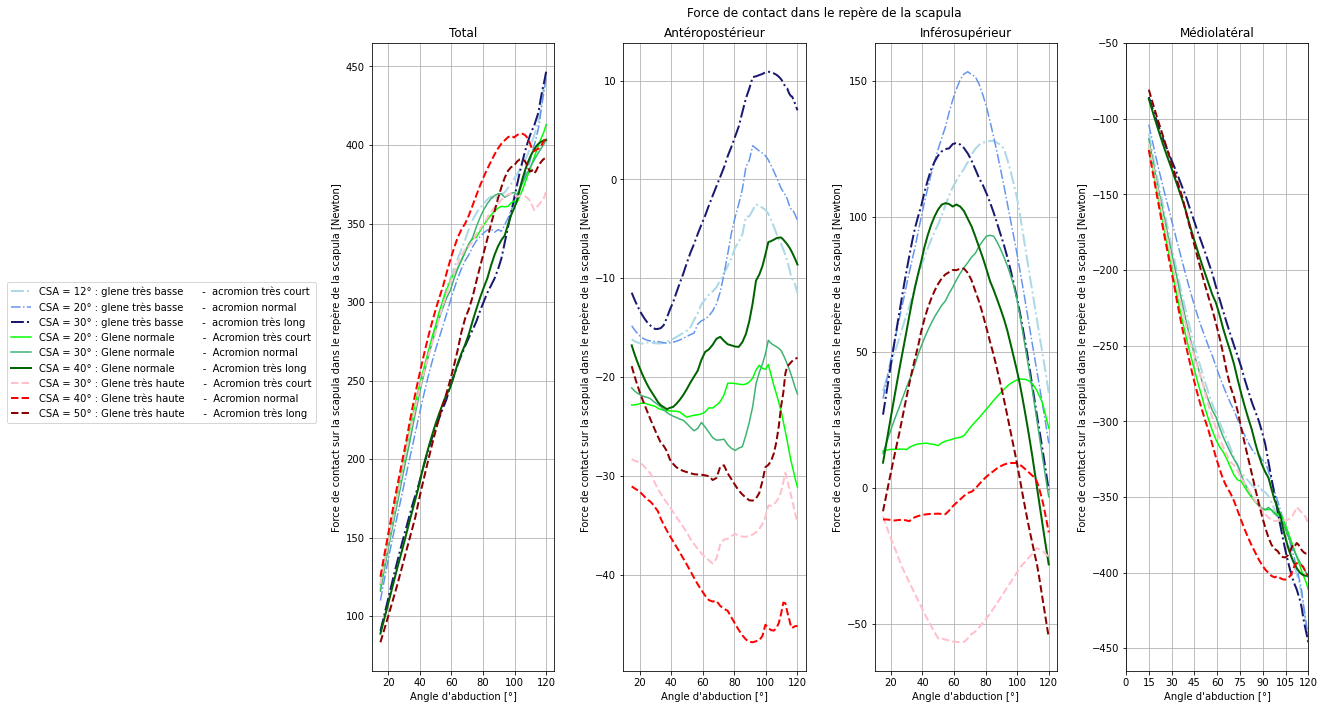 Force de contact dans le repère de la scapula
Total
Antéropostérieur
Inférosupérieur
Médiolatéral
CSA = 12° : glene très basse - acromion très court
CSA = 20° : glene très basse - acromion normal
CSA = 30° : glene très basse - acromion très long
CSA = 20° : Glene normale - Acromion très court
CSA = 30° : Glene normale - Acromion normal
CSA = 40° : Glene normale - Acromion très long
CSA = 30° : Glene très haute - Acromion très court
CSA = 40° : Glene très haute - Acromion normal
CSA = 50° : Glene très haute - Acromion très long
Force de contact sur la scapula dans le repère de la scapula [Newton]
450
400
350
300
250
200
150
100
20 40 60 80 100 120
Angle d'abduction [°]
Force de contact sur la scapula dans le repère de la scapula [Newton]
10
0
−10
−20
−30
−40
20 40 60 80 100 120
Angle d'abduction [°]
Force de contact sur la scapula dans le repère de la scapula [Newton]
150
100
50
0
−50
20 40 60 80 100 120
Angle d'abduction [°]
Force de contact sur la scapula dans le repère de la scapula [Newton]
−50
−100
−150
−200
−250
−300
−350
−400
−450
0 15 30 45 60 75 90 105 120
Angle d'abduction [°]